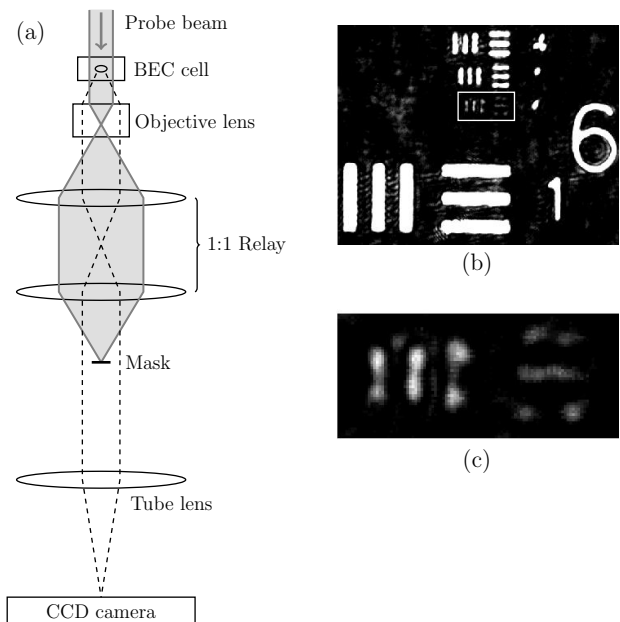 (a)
Probe beam
BEC cell
Objective lens
1:1 Relay
Mask
Tube lens
CCD camera
6
1
(b)
(c)